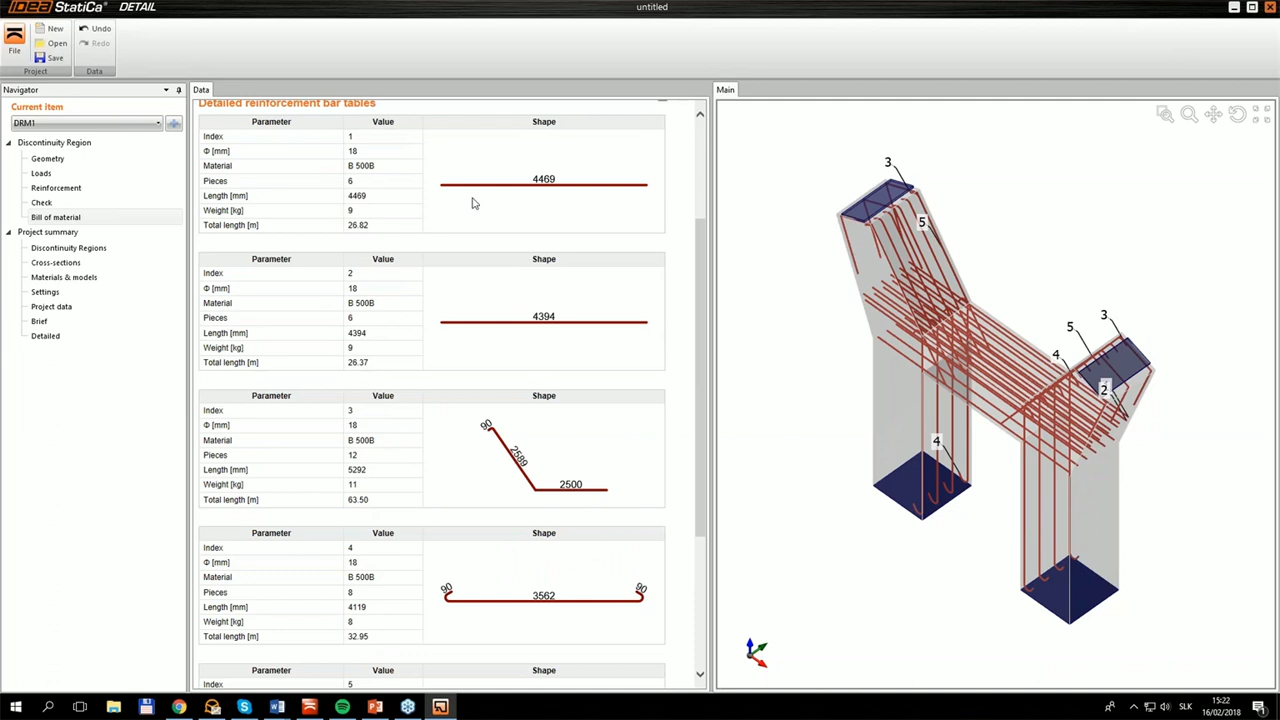 IDEA StatiCa® DETAIL
untitled
File
New
Open
Save
Undo
Redo
Project
Data
Navigator
Current item
DRM1
Discontinuity Region
Geometry
Loads
Reinforcement
Check
Bill of material
Project summary
Discontinuity Regions
Cross-sections
Materials & models
Settings
Project data
Brief
Detailed
Data
Detailed reinforcement bar tables
Parameter Value Shape
Index 1
Φ [mm] 18
Material B 500B
Pieces 6
Length [mm] 4469
Weight [kg] 9
Total length [m] 26.82
4469
Parameter Value Shape
Index 2
Φ [mm] 18
Material B 500B
Pieces 6
Length [mm] 4394
Weight [kg] 9
Total length [m] 26.37
4394
Parameter Value Shape
Index 3
Φ [mm] 18
Material B 500B
Pieces 12
Length [mm] 5292
Weight [kg] 11
Total length [m] 63.50
90
2589
2500
Parameter Value Shape
Index 4
Φ [mm] 18
Material B 500B
Pieces 8
Length [mm] 4119
Weight [kg] 8
Total length [m] 32.95
90
3562
90
Parameter Value Shape
Index 5
Main
3
5
3
5
4
2
4
SLK
15:22
16/02/2018